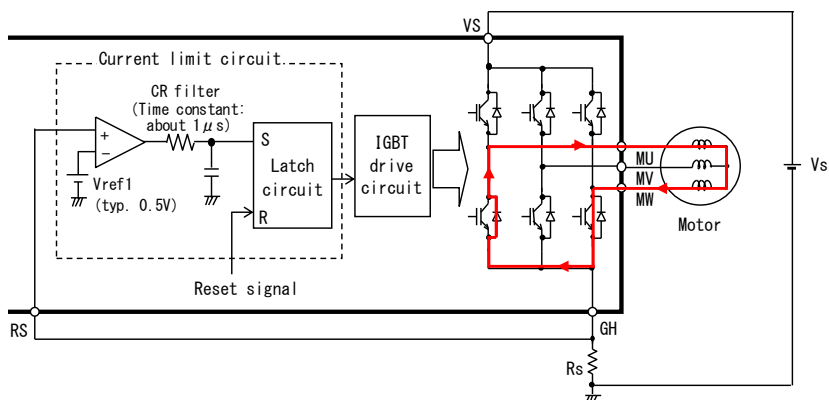 VS
Current limit circuit
CR filter
(Time constant:
about 1μs)
+
−
Vref1
(typ. 0.5V)
S
Latch
circuit
R
IGBT
drive
circuit
Reset signal
MU
MV
MW
Motor
Vs
RS
GH
Rs